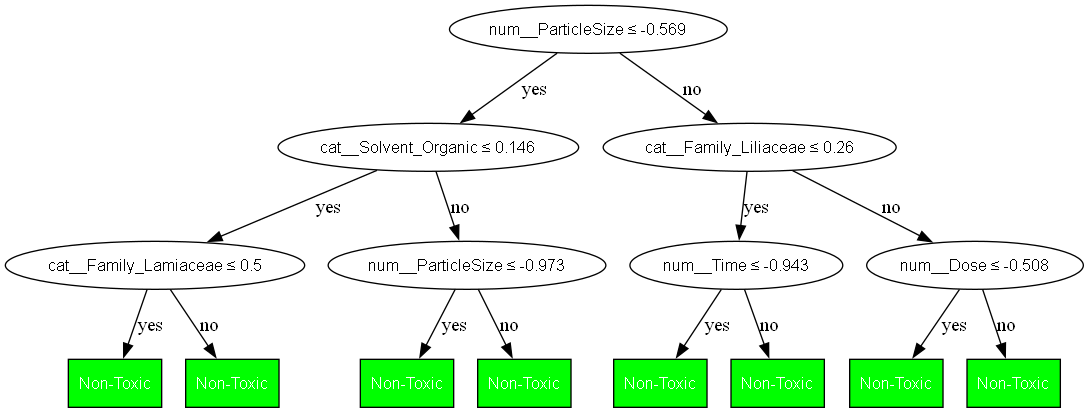 num__ParticleSize ≤ -0.569
yes
no
cat__Solvent_Organic ≤ 0.146
cat__Family_Liliaceae ≤ 0.26
yes
no
yes
no
cat__Family_Lamiaceae ≤ 0.5
num__ParticleSize ≤ -0.973
num__Time ≤ -0.943
num__Dose ≤ -0.508
yes
no
yes
no
yes
no
yes
no
Non-Toxic
Non-Toxic
Non-Toxic
Non-Toxic
Non-Toxic
Non-Toxic
Non-Toxic
Non-Toxic